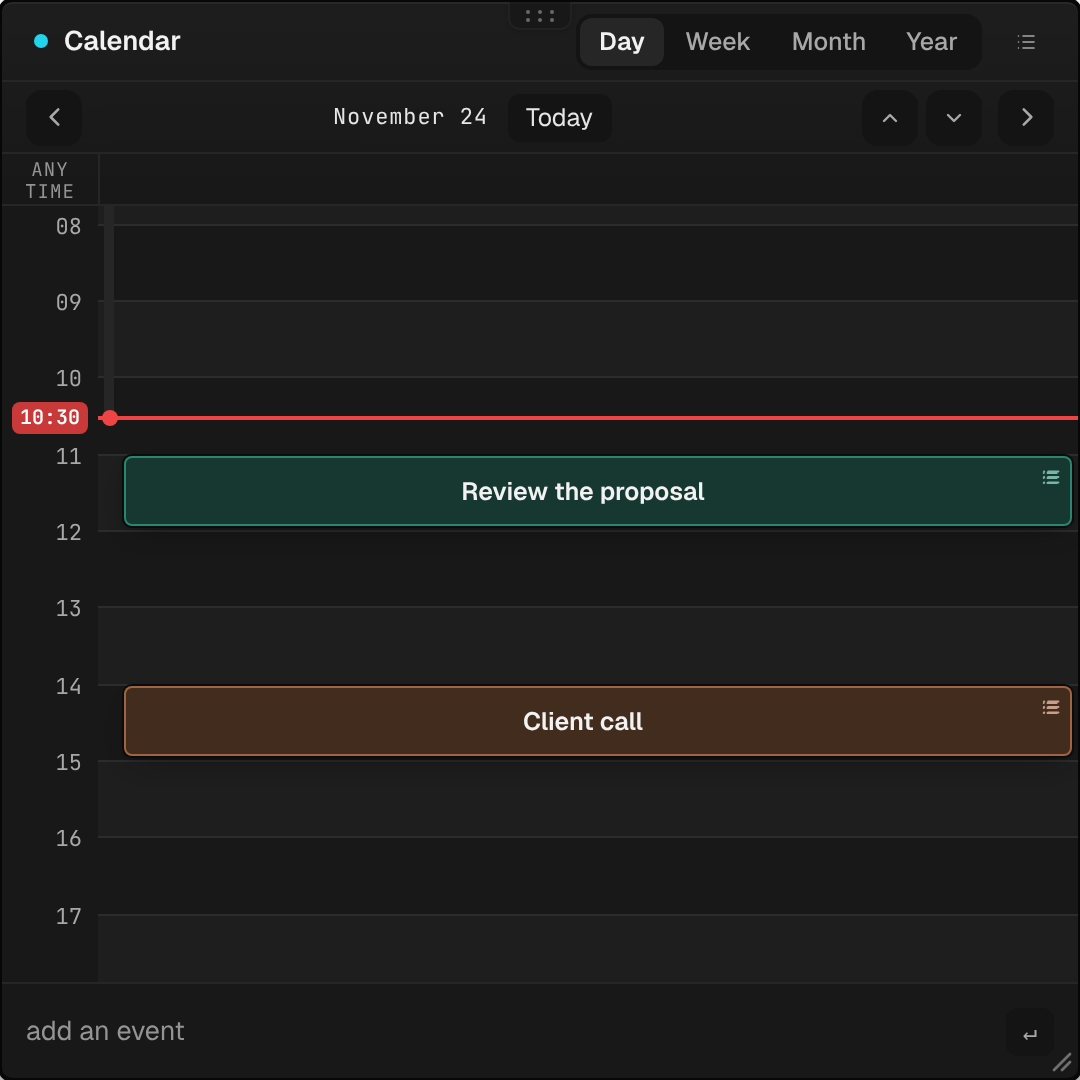 Calendar
Day Week Month Year
November 24 Today
ANY
TIME
08
09
10
10:30
11
Review the proposal
12
13
14
Client call
15
16
17
add an event